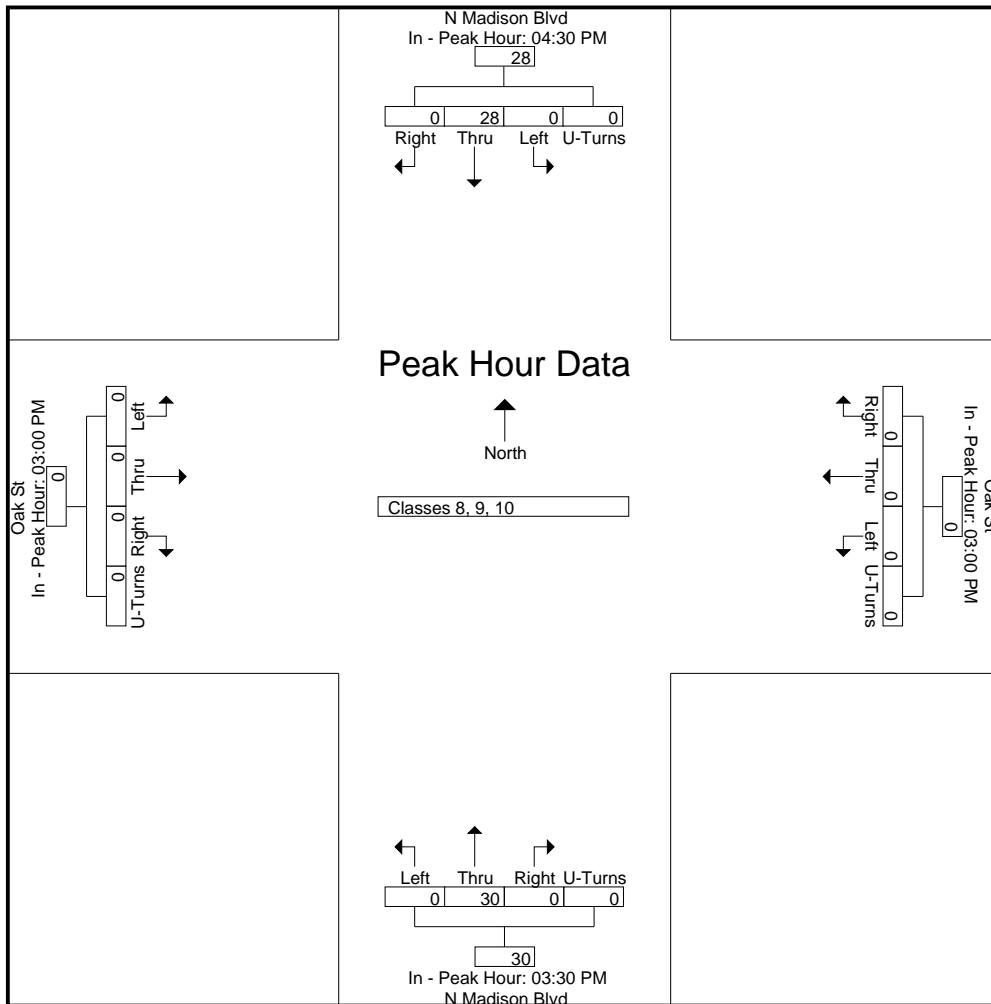 N Madison Blvd
In - Peak Hour: 04:30 PM
28
0 28 0 0
Right Thru Left U-Turns
Peak Hour Data
North
Classes 8, 9, 10
Oak St
In - Peak Hour: 03:00 PM
0
0 0 0 0
Left Thru Right U-Turns
Oak St
In - Peak Hour: 03:00 PM
0
0 0 0 0
Right Thru Left U-Turns
Left Thru Right U-Turns
0 30 0 0
30
In - Peak Hour: 03:30 PM
N Madison Blvd